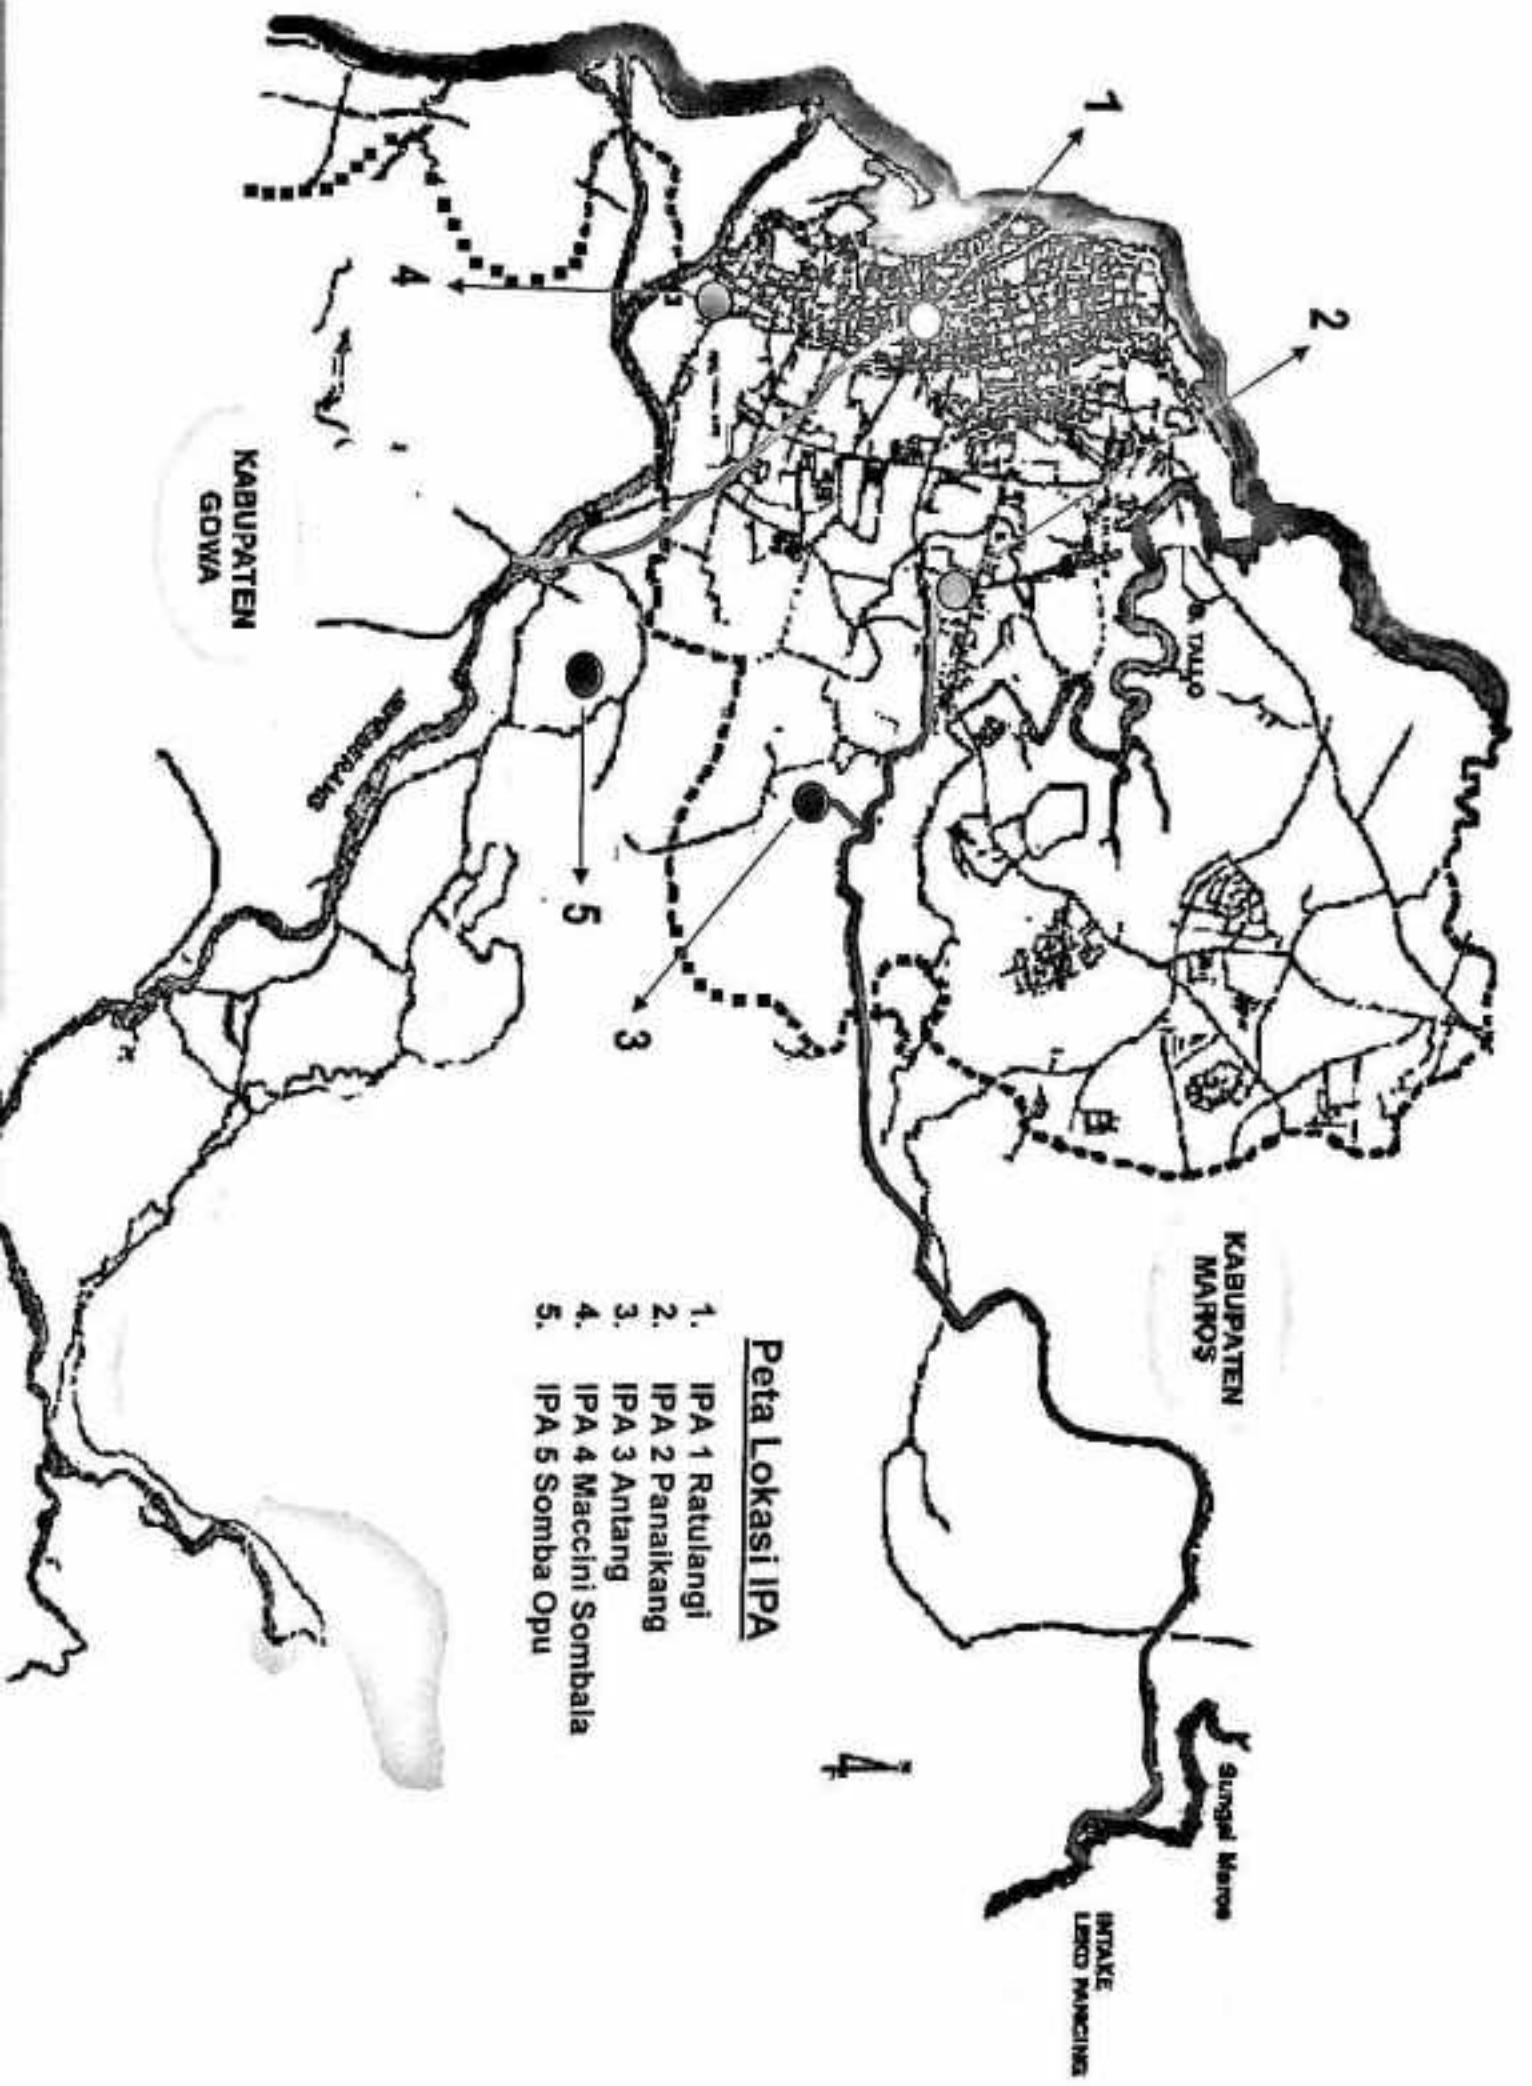 1
2
S. TALLO
4
KABUPATEN
GOWA
5
3
KABUPATEN
MAROS
Peta Lokasi IPA
1. IPA 1 Ratulangi
2. IPA 2 Panaikang
3. IPA 3 Antang
4. IPA 4 Maccini Sombala
5. IPA 5 Somba Opu
Sungai Maros
INTAKE
LEKO PANCING